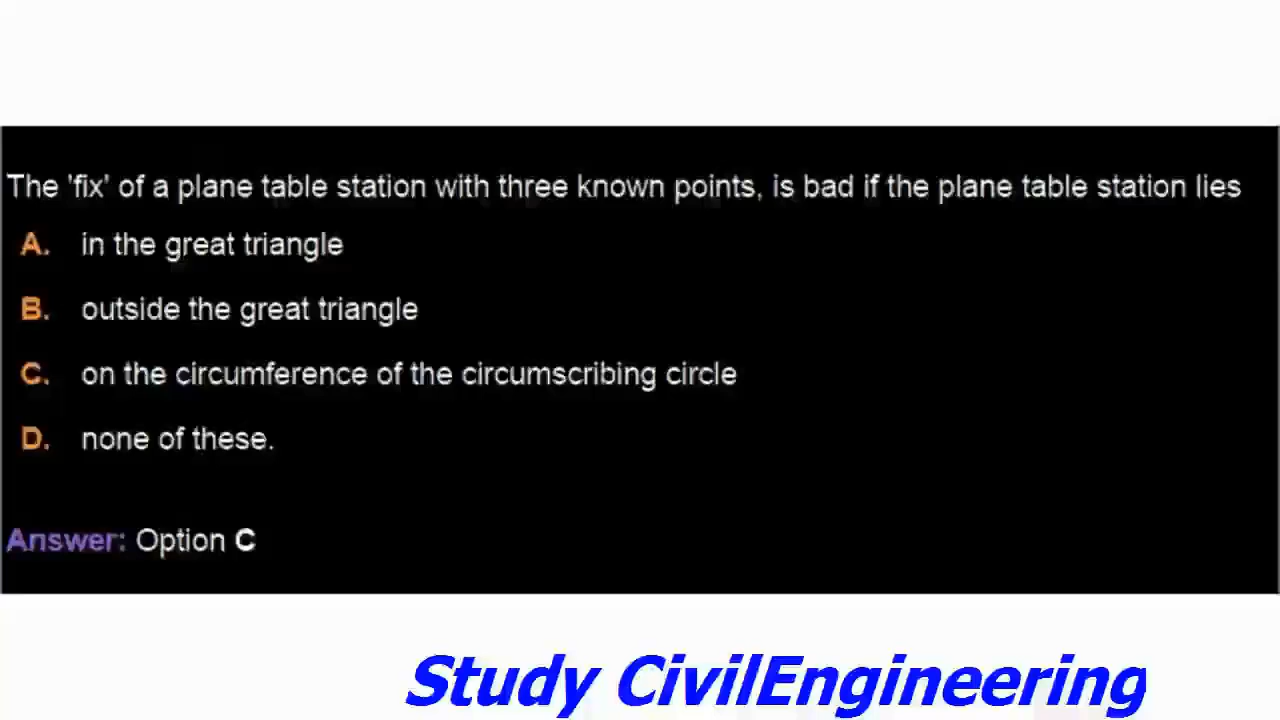 The 'fix' of a plane table station with three known points, is bad if the plane table station lies
A. in the great triangle
B. outside the great triangle
C. on the circumference of the circumscribing circle
D. none of these.
Answer: Option C
Study CivilEngineering